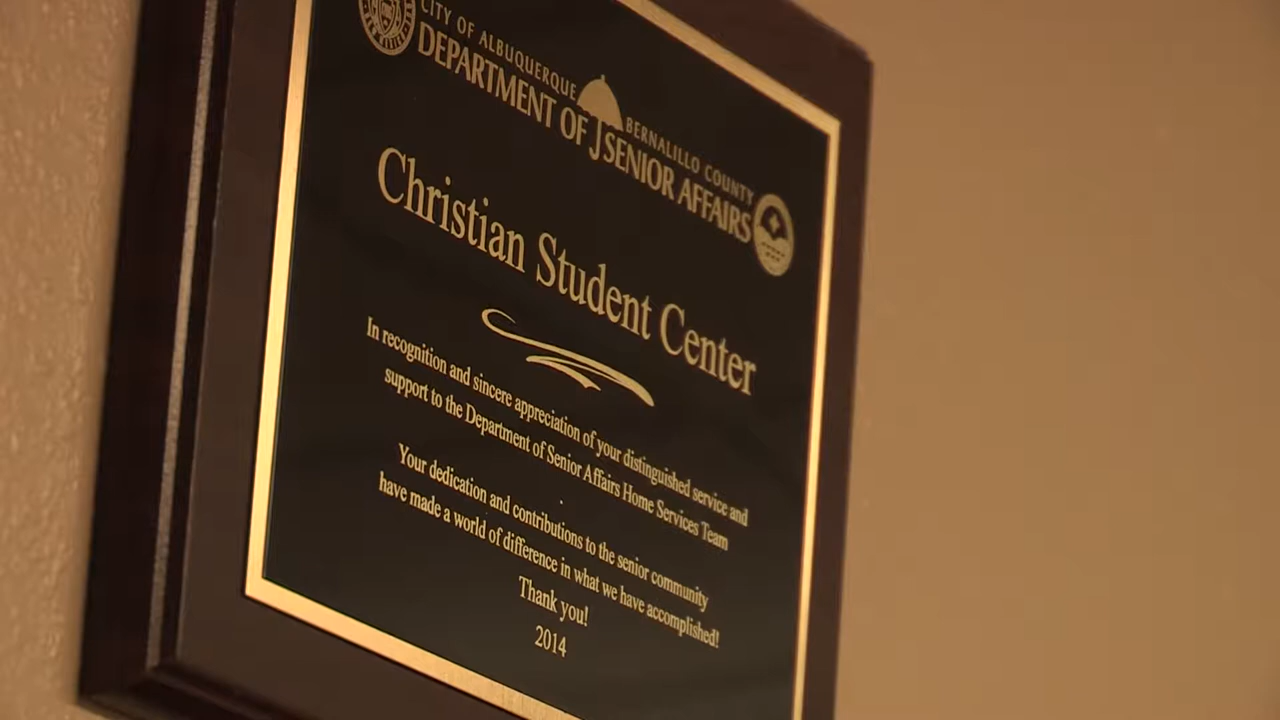 CITY OF ALBUQUERQUE BERNALILLO COUNTY
DEPARTMENT OF SENIOR AFFAIRS
Christian Student Center
In recognition and sincere appreciation of your distinguished service and
support to the Department of Senior Affairs Home Services Team
Your dedication and contributions to the senior community
have made a world of difference in what we have accomplished!
Thank you!
2014